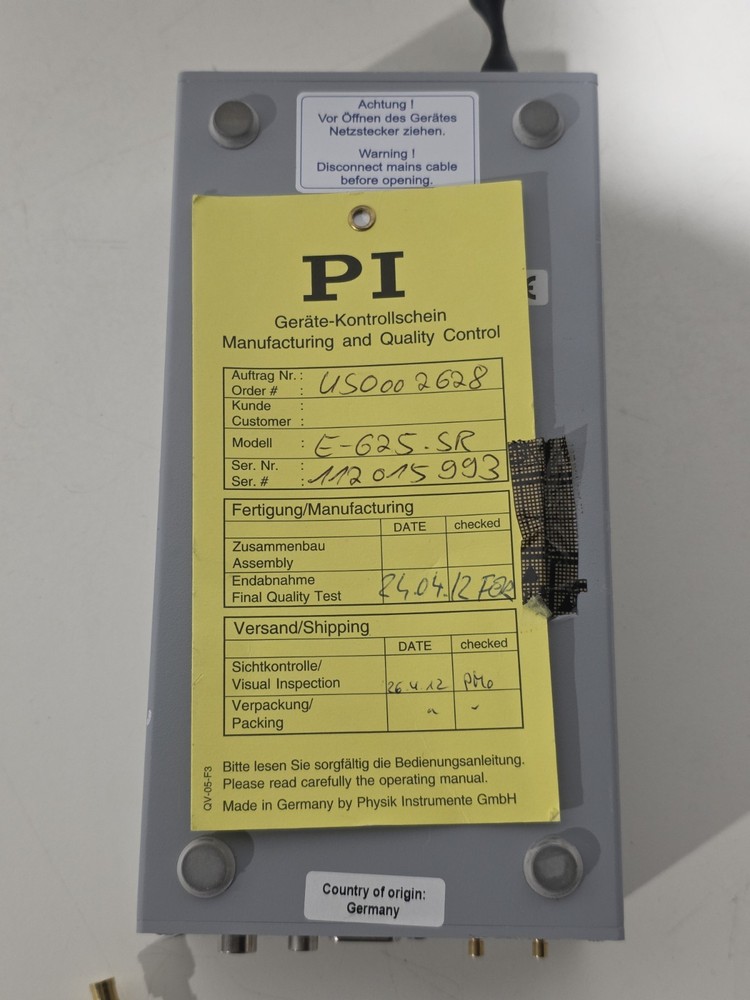 Achtung !
Vor Öffnen des Gerätes
Netzstecker ziehen.
Warning !
Disconnect mains cable
before opening.
PI
Geräte-Kontrollschein
Manufacturing and Quality Control
Auftrag Nr. :
Order # : US000 2628
Kunde :
Customer :
Modell : E-625.SR
Ser. Nr. :
Ser. # : 112015993
Fertigung/Manufacturing
DATE checked
Zusammenbau
Assembly
Endabnahme
Final Quality Test 24.04.12
Versand/Shipping
DATE checked
Sichtkontrolle/
Visual Inspection 26.4.12
Verpackung/
Packing
Bitte lesen Sie sorgfältig die Bedienungsanleitung.
Please read carefully the operating manual.
Made in Germany by Physik Instrumente GmbH
QV-05-F3
Country of origin:
Germany